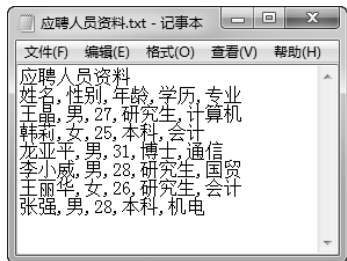 应聘人员资料.txt - 记事本
文件(F) 编辑(E) 格式(O) 查看(V) 帮助(H)
应聘人员资料
姓名,性别,年龄,学历,专业
王晶,男,27,研究生,计算机
韩莉,女,25,本科,会计
龙亚平,男,31,博士,通信
李小威,男,28,研究生,国贸
王丽华,女,26,研究生,会计
张强,男,28,本科,机电